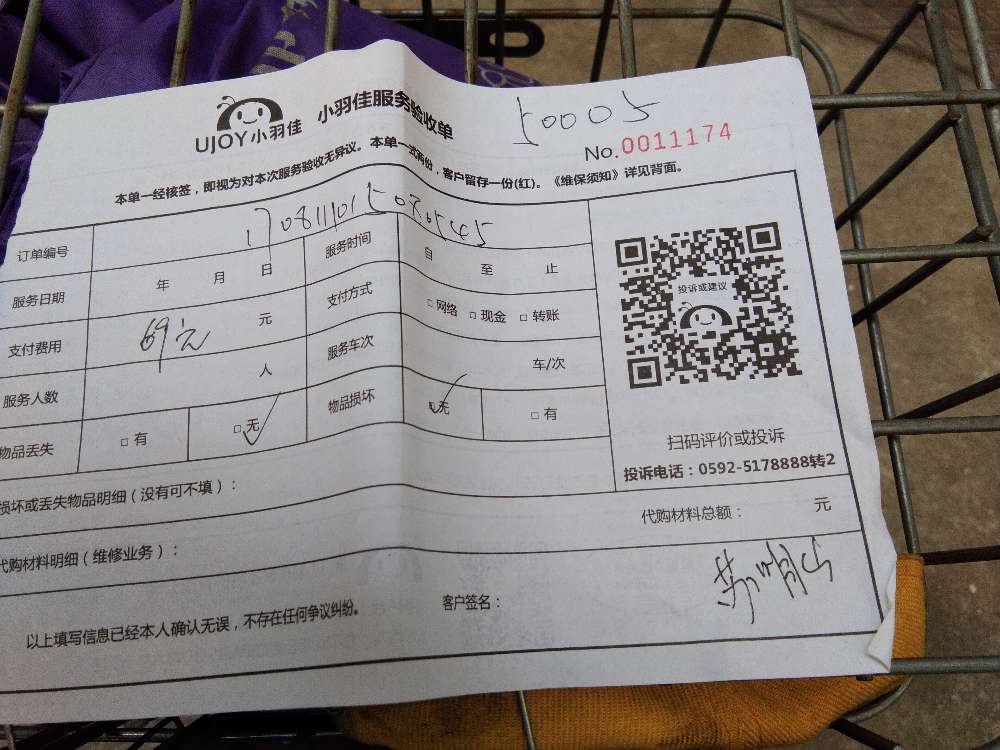 UJOY小羽佳 小羽佳服务验收单 50005
No.0011174
本单一经接签，即视为对本次服务验收无异议。本单一式两份，客户留存一份(红)。《维保须知》详见背面。
订单编号 17081110115080545
服务日期 年 月 日 服务时间 自 至 止
支付费用 69元 元 支付方式 □ 网络 □ 现金 □ 转账
服务人数 人 服务车次 车/次
物品丢失 □ 有 □ 无 物品损坏 □ 无 □ 有
投诉或建议
扫码评价或投诉
投诉电话：0592-5178888转2
损坏或丢失物品明细（没有可不填）：
代购材料明细（维修业务）： 代购材料总额： 元
以上填写信息已经本人确认无误，不存在任何争议纠纷。 客户签名：